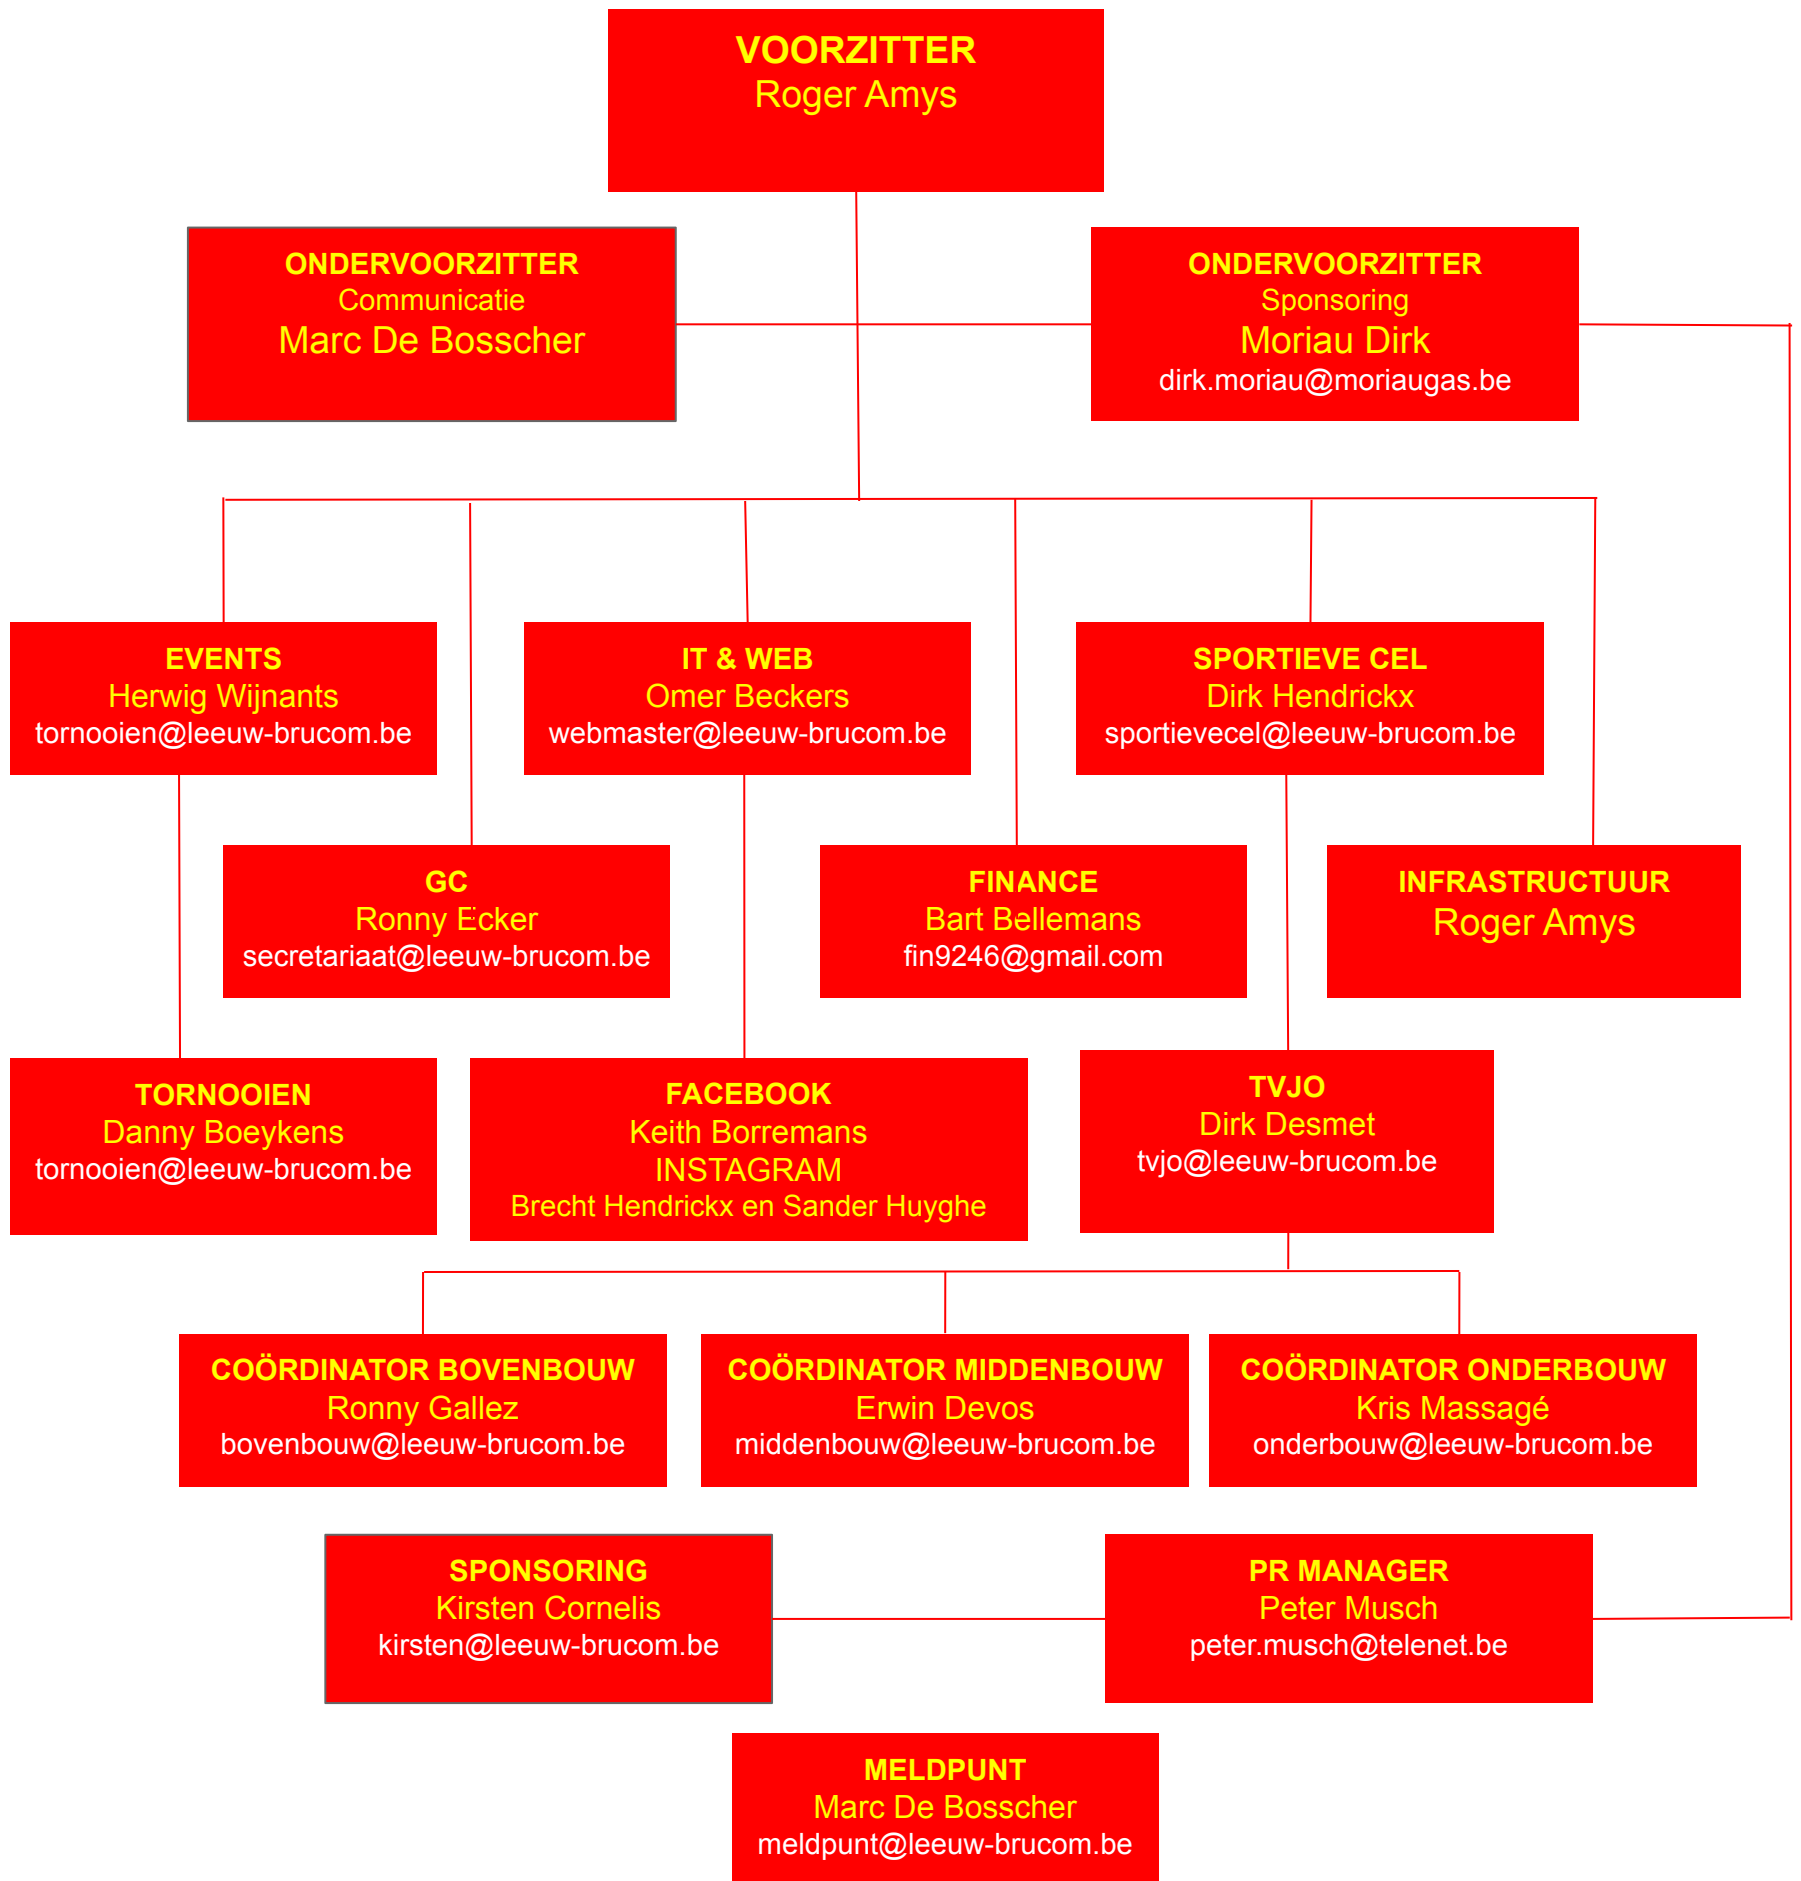 VOORZITTER
Roger Amys
ONDERVOORZITTER
Communicatie
Marc De Bosscher
ONDERVOORZITTER
Sponsoring
Moriau Dirk
dirk.moriau@moriaugas.be
EVENTS
Herwig Wijnants
tornooien@leeuw-brucom.be
IT & WEB
Omer Beckers
webmaster@leeuw-brucom.be
SPORTIEVE CEL
Dirk Hendrickx
sportievecel@leeuw-brucom.be
GC
Ronny Ecker
secretariaat@leeuw-brucom.be
FINANCE
Bart Bellemans
fin9246@gmail.com
INFRASTRUCTUUR
Roger Amys
TORNOOIEN
Danny Boeykens
tornooien@leeuw-brucom.be
FACEBOOK
Keith Borremans
INSTAGRAM
Brecht Hendrickx en Sander Huyghe
TVJO
Dirk Desmet
tvjo@leeuw-brucom.be
COÖRDINATOR BOVENBOUW
Ronny Gallez
bovenbouw@leeuw-brucom.be
COÖRDINATOR MIDDENBOUW
Erwin Devos
middenbouw@leeuw-brucom.be
COÖRDINATOR ONDERBOUW
Kris Massagé
onderbouw@leeuw-brucom.be
SPONSORING
Kirsten Cornelis
kirsten@leeuw-brucom.be
PR MANAGER
Peter Musch
peter.musch@telenet.be
MELDPUNT
Marc De Bosscher
meldpunt@leeuw-brucom.be